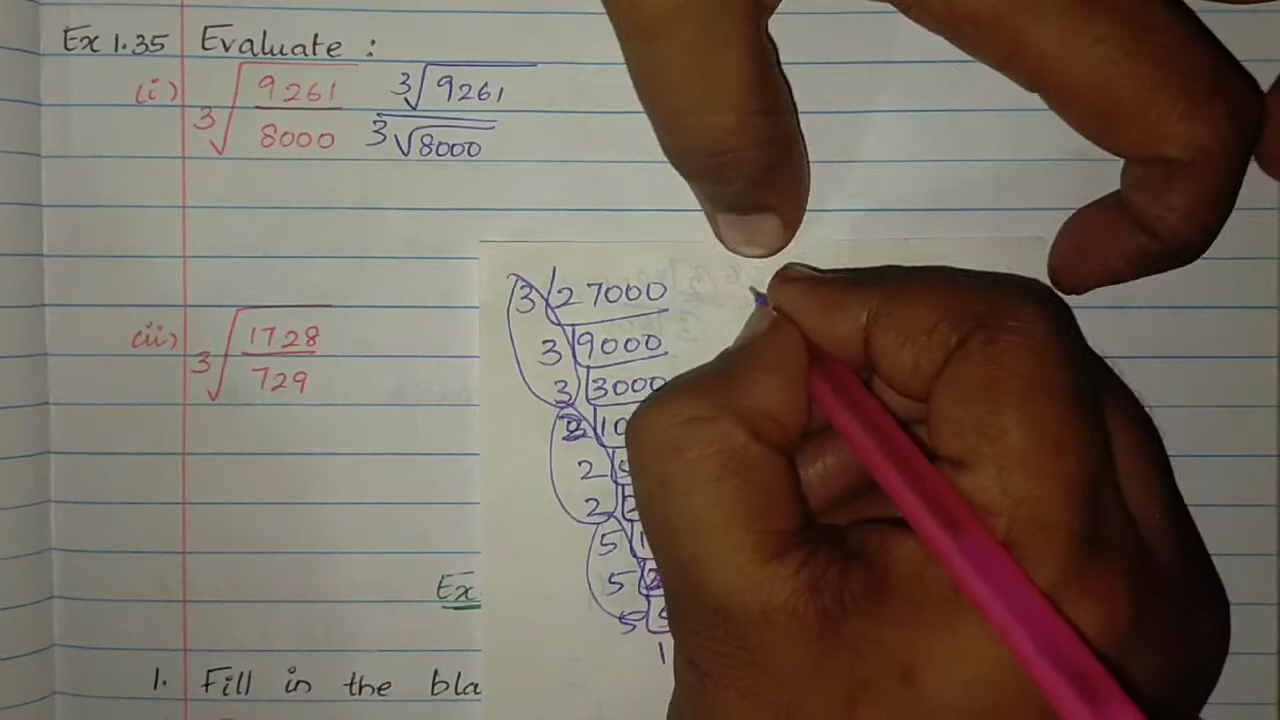 Ex 1.35 Evaluate :
(i) ∛(9261/8000) ∛9261/∛8000
(ii) ∛(1728/729)
3 27000
3 9000
3 3000
2
2
5
5
5
1
Ex
1. Fill in the bla